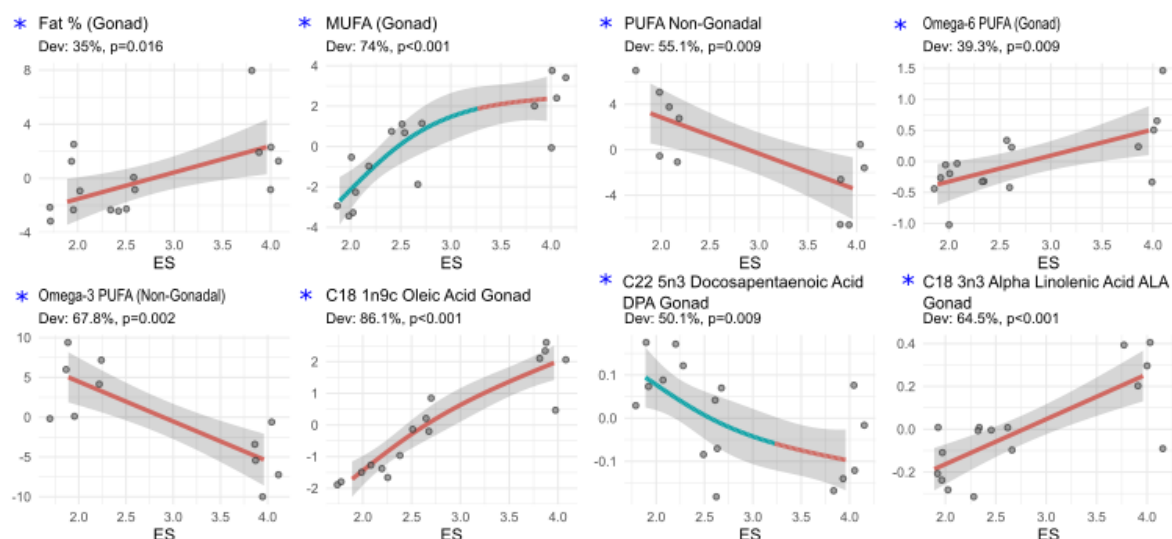 * Fat % (Gonad)
Dev: 35%, p=0.016
8
4
0
-4
2.0 2.5 3.0 3.5 4.0
ES
* MUFA (Gonad)
Dev: 74%, p<0.001
4
2
0
-2
-4
2.0 2.5 3.0 3.5 4.0
ES
* PUFA Non-Gonadal
Dev: 55.1%, p=0.009
4
0
-4
2.0 2.5 3.0 3.5 4.0
ES
* Omega-6 PUFA (Gonad)
Dev: 39.3%, p=0.009
1.5
1.0
0.5
0.0
-0.5
-1.0
2.0 2.5 3.0 3.5 4.0
ES
* Omega-3 PUFA (Non-Gonadal)
Dev: 67.8%, p=0.002
10
5
0
-5
-10
2.0 2.5 3.0 3.5 4.0
ES
* C18 1n9c Oleic Acid Gonad
Dev: 86.1%, p<0.001
2
1
0
-1
-2
2.0 2.5 3.0 3.5 4.0
ES
* C22 5n3 Docosapentaenoic Acid
DPA Gonad
Dev: 50.1%, p=0.009
0.1
0.0
-0.1
2.0 2.5 3.0 3.5 4.0
ES
* C18 3n3 Alpha Linolenic Acid ALA
Gonad
Dev: 64.5%, p<0.001
0.4
0.2
0.0
-0.2
2.0 2.5 3.0 3.5 4.0
ES